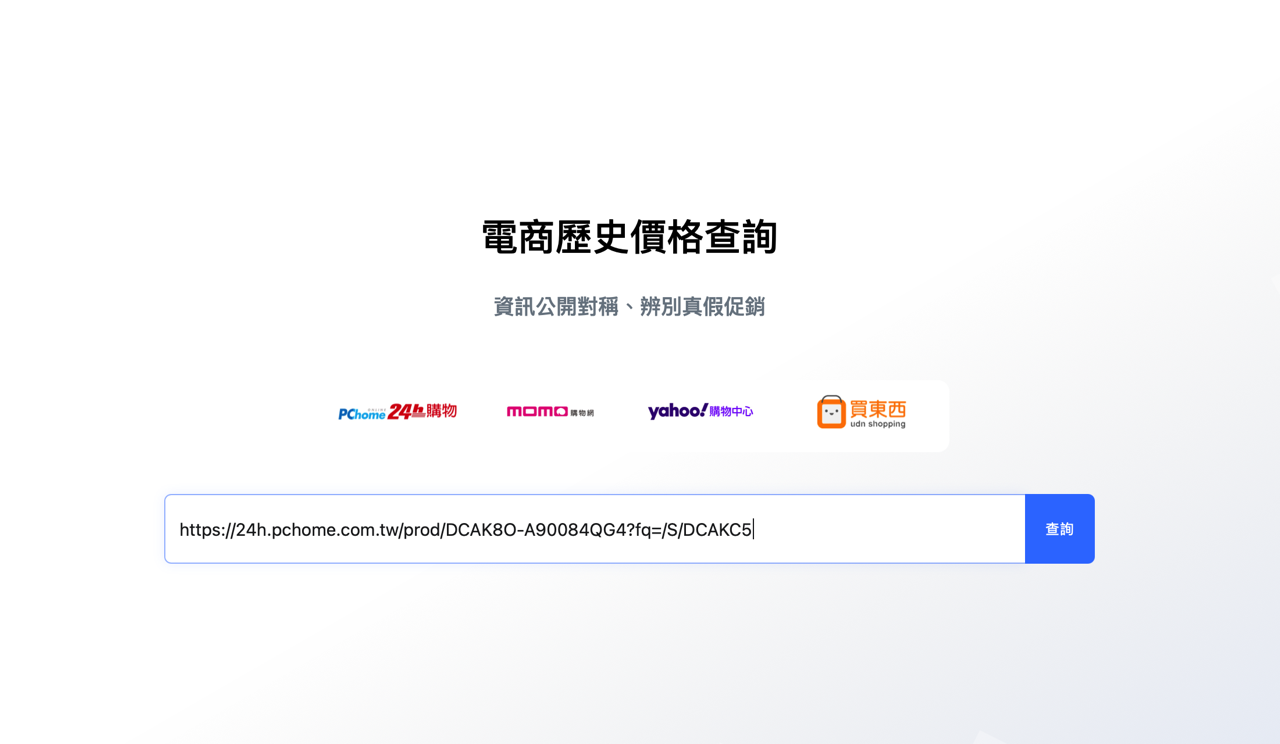 電商歷史價格查詢
資訊公開對稱、辨別真假促銷
PChome ONLINE 24h購物 momo購物網 yahoo!購物中心 買東西 udn shopping
https://24h.pchome.com.tw/prod/DCAK8O-A90084QG4?fq=/S/DCAKC5 查詢